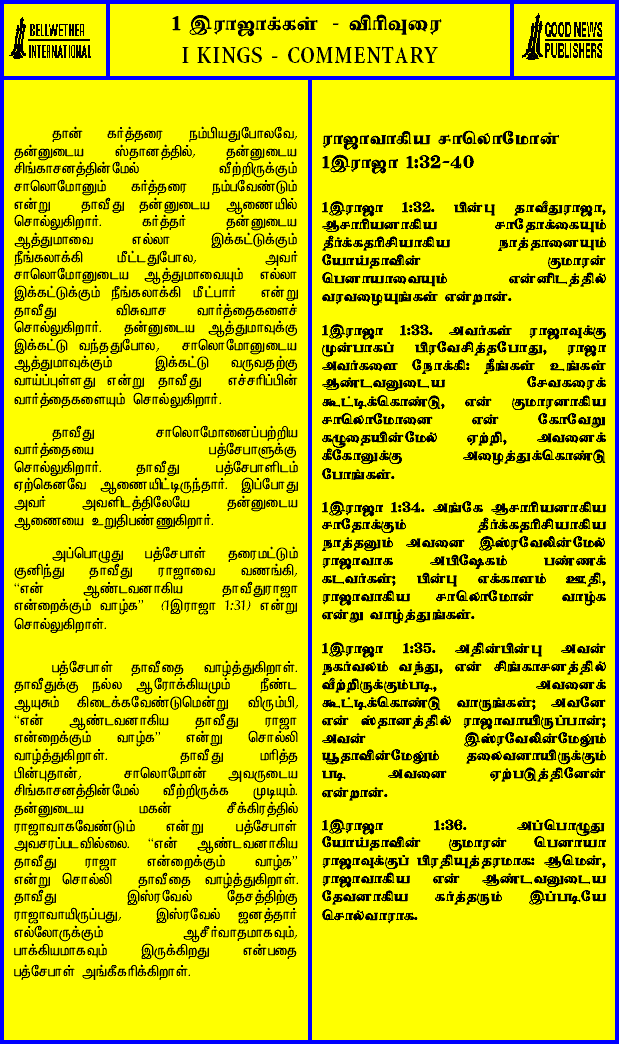 BELLWETHER
INTERNATIONAL
1 இராஜாக்கள் - விரிவுரை
I KINGS - COMMENTARY
GOOD NEWS
PUBLISHERS
தான் கர்த்தரை நம்பியதுபோலவே,
தன்னுடைய ஸ்தானத்தில், தன்னுடைய
சிங்காசனத்தின்மேல் வீற்றிருக்கும்
சாலொமோனும் கர்த்தரை நம்பவேண்டும்
என்று தாவீது தன்னுடைய ஆணையில்
சொல்லுகிறார். கர்த்தர் தன்னுடைய
ஆத்துமாவை எல்லா இக்கட்டுக்கும்
நீங்கலாக்கி மீட்டதுபோல, அவர்
சாலொமோனுடைய ஆத்துமாவையும் எல்லா
இக்கட்டுக்கும் நீங்கலாக்கி மீட்பார் என்று
தாவீது விசுவாச வார்த்தைகளைச்
சொல்லுகிறார். தன்னுடைய ஆத்துமாவுக்கு
இக்கட்டு வந்ததுபோல, சாலொமோனுடைய
ஆத்துமாவுக்கும் இக்கட்டு வருவதற்கு
வாய்ப்புள்ளது என்று தாவீது எச்சரிப்பின்
வார்த்தைகளையும் சொல்லுகிறார்.
தாவீது சாலொமோனைப்பற்றிய
வார்த்தையை பத்சேபாளுக்கு
சொல்லுகிறார். தாவீது பத்சேபாளிடம்
ஏற்கெனவே ஆணையிட்டிருந்தார். இப்போது
அவர் அவளிடத்திலேயே தன்னுடைய
ஆணையை உறுதிபண்ணுகிறார்.
அப்பொழுது பத்சேபாள் தரைமட்டும்
குனிந்து தாவீது ராஜாவை வணங்கி,
“என் ஆண்டவனாகிய தாவீதுராஜா
என்றைக்கும் வாழ்க” (1இராஜா 1:31) என்று
சொல்லுகிறாள்.
பத்சேபாள் தாவீதை வாழ்த்துகிறாள்.
தாவீதுக்கு நல்ல ஆரோக்கியமும் நீண்ட
ஆயுசும் கிடைக்கவேண்டுமென்று விரும்பி,
“என் ஆண்டவனாகிய தாவீது ராஜா
என்றைக்கும் வாழ்க” என்று சொல்லி
வாழ்த்துகிறாள். தாவீது மரித்த
பின்புதான், சாலொமோன் அவருடைய
சிங்காசனத்தின்மேல் வீற்றிருக்க முடியும்.
தன்னுடைய மகன் சீக்கிரத்தில்
ராஜாவாகவேண்டும் என்று பத்சேபாள்
அவசரப்படவில்லை. “என் ஆண்டவனாகிய
தாவீது ராஜா என்றைக்கும் வாழ்க”
என்று சொல்லி தாவீதை வாழ்த்துகிறாள்.
தாவீது இஸ்ரவேல் தேசத்திற்கு
ராஜாவாயிருப்பது, இஸ்ரவேல் ஜனத்தார்
எல்லோருக்கும் ஆசீர்வாதமாகவும்,
பாக்கியமாகவும் இருக்கிறது என்பதை
பத்சேபாள் அங்கீகரிக்கிறாள்.
ராஜாவாகிய சாலொமோன்
1இராஜா 1:32-40
1இராஜா 1:32. பின்பு தாவீதுராஜா,
ஆசாரியனாகிய சாதோக்கையும்
தீர்க்கதரிசியாகிய நாத்தானையும்
யோய்தாவின் குமாரன்
பெனாயாவையும் என்னிடத்தில்
வரவழையுங்கள் என்றான்.
1இராஜா 1:33. அவர்கள் ராஜாவுக்கு
முன்பாகப் பிரவேசித்தபோது, ராஜா
அவர்களை நோக்கி: நீங்கள் உங்கள்
ஆண்டவனுடைய சேவகரைக்
கூட்டிக்கொண்டு, என் குமாரனாகிய
சாலொமோனை என் கோவேறு
கழுதையின்மேல் ஏற்றி, அவனைக்
கீகோனுக்கு அழைத்துக்கொண்டு
போங்கள்.
1இராஜா 1:34. அங்கே ஆசாரியனாகிய
சாதோக்கும் தீர்க்கதரிசியாகிய
நாத்தனும் அவனை இஸ்ரவேலின்மேல்
ராஜாவாக அபிஷேகம் பண்ணக்
கடவர்கள்; பின்பு எக்காளம் ஊதி,
ராஜாவாகிய சாலொமோன் வாழ்க
என்று வாழ்த்துங்கள்.
1இராஜா 1:35. அதின்பின்பு அவன்
நகர்வலம் வந்து, என் சிங்காசனத்தில்
வீற்றிருக்கும்படி, அவனைக்
கூட்டிக்கொண்டு வாருங்கள்; அவனே
என் ஸ்தானத்தில் ராஜாவாயிருப்பான்;
அவன் இஸ்ரவேலின்மேலும்
யூதாவின்மேலும் தலைவனாயிருக்கும்
படி அவனை ஏற்படுத்தினேன்
என்றான்.
1இராஜா 1:36. அப்பொழுது
யோய்தாவின் குமாரன் பெனாயா
ராஜாவுக்குப் பிரதியுத்தரமாக: ஆமென்,
ராஜாவாகிய என் ஆண்டவனுடைய
தேவனாகிய கர்த்தரும் இப்படியே
சொல்வாராக.